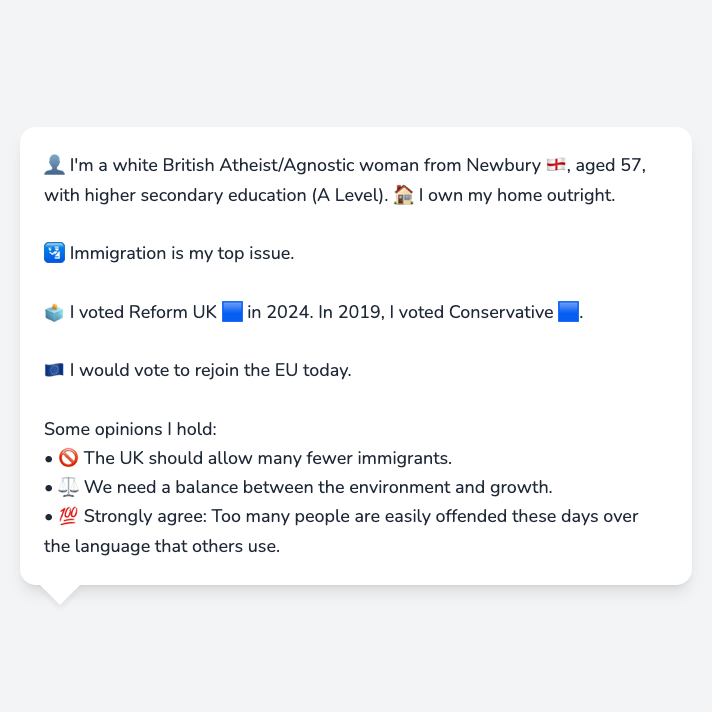 👤 I'm a white British Atheist/Agnostic woman from Newbury 🏴󠁧󠁢󠁥󠁮󠁧󠁿, aged 57,
with higher secondary education (A Level). 🏠 I own my home outright.
🛂 Immigration is my top issue.
🗳️ I voted Reform UK 🟦 in 2024. In 2019, I voted Conservative 🟦.
🇪🇺 I would vote to rejoin the EU today.
Some opinions I hold:
• 🚫 The UK should allow many fewer immigrants.
• ⚖️ We need a balance between the environment and growth.
• 💯 Strongly agree: Too many people are easily offended these days over
the language that others use.